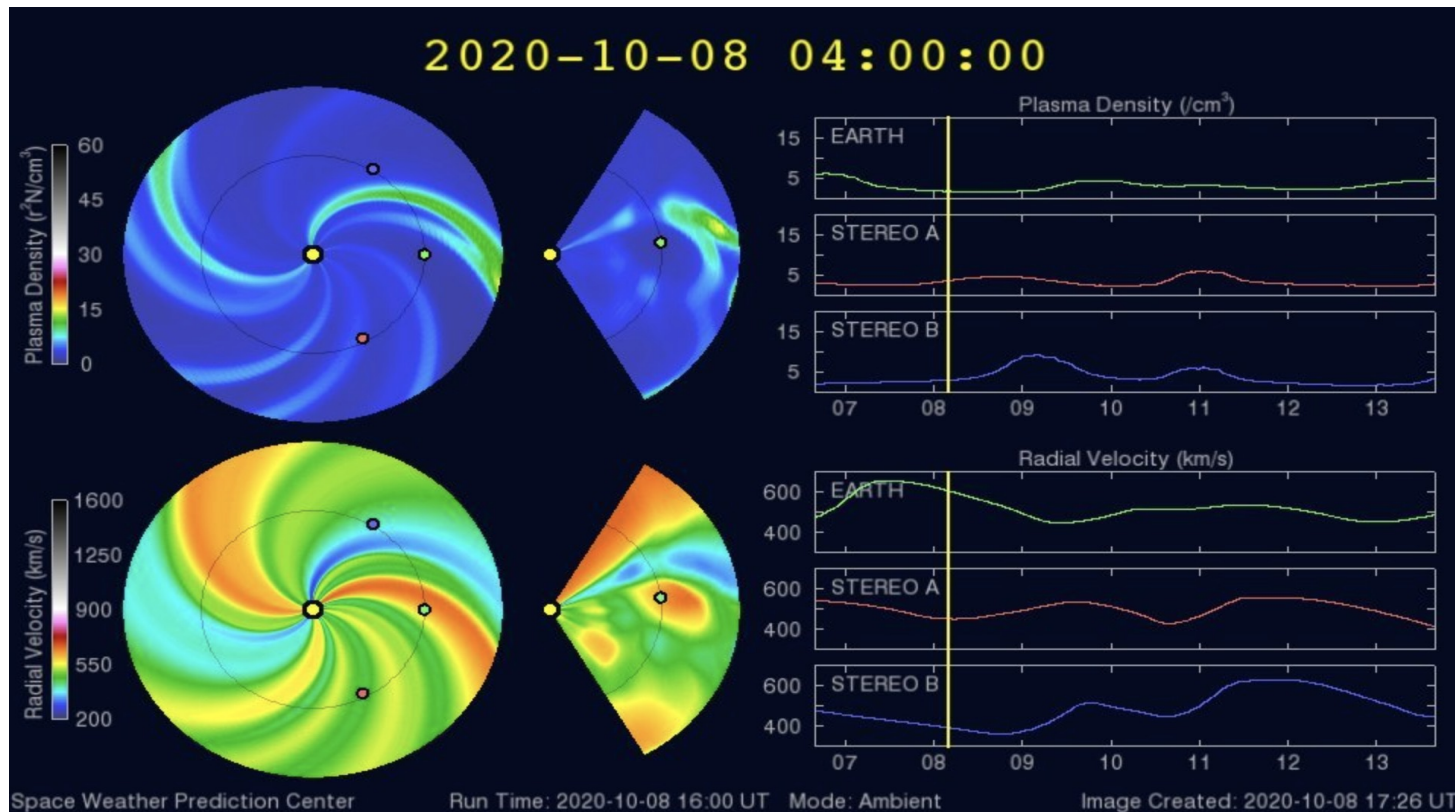 2020-10-08 04:00:00
Plasma Density (r²N/cm³)
60
45
30
15
0
Plasma Density (/cm³)
EARTH
15
5
STEREO A
15
5
STEREO B
15
5
07 08 09 10 11 12 13
Radial Velocity (km/s)
1600
1250
900
550
200
Radial Velocity (km/s)
EARTH
600
400
STEREO A
600
400
STEREO B
600
400
07 08 09 10 11 12 13
Space Weather Prediction Center Run Time: 2020-10-08 16:00 UT Mode: Ambient Image Created: 2020-10-08 17:26 UT